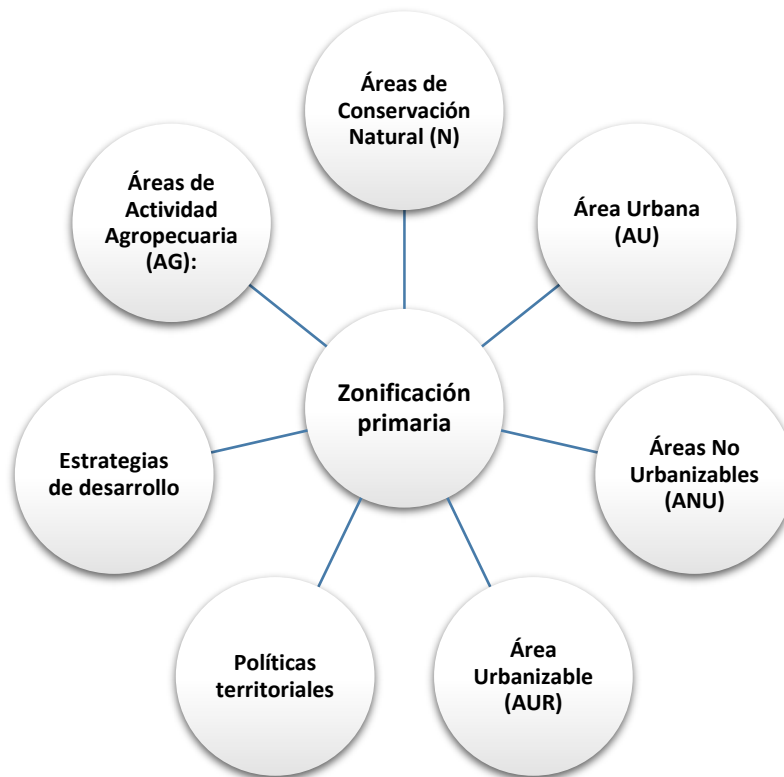 Áreas de
Conservación
Natural (N)
Área Urbana
(AU)
Áreas No
Urbanizables
(ANU)
Área
Urbanizable
(AUR)
Políticas
territoriales
Estrategias
de desarrollo
Áreas de
Actividad
Agropecuaria
(AG):
Zonificación
primaria